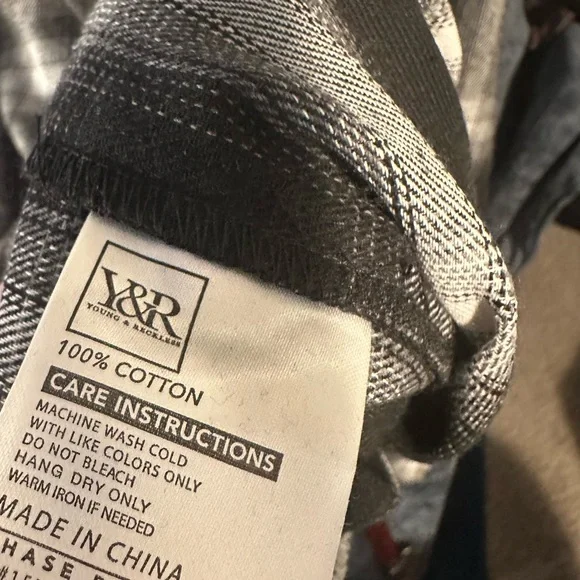 Y&R
YOUNG & RECKLESS
100% COTTON
CARE INSTRUCTIONS
MACHINE WASH COLD
WITH LIKE COLORS ONLY
DO NOT BLEACH
HANG DRY ONLY
WARM IRON IF NEEDED
MADE IN CHINA
HASE